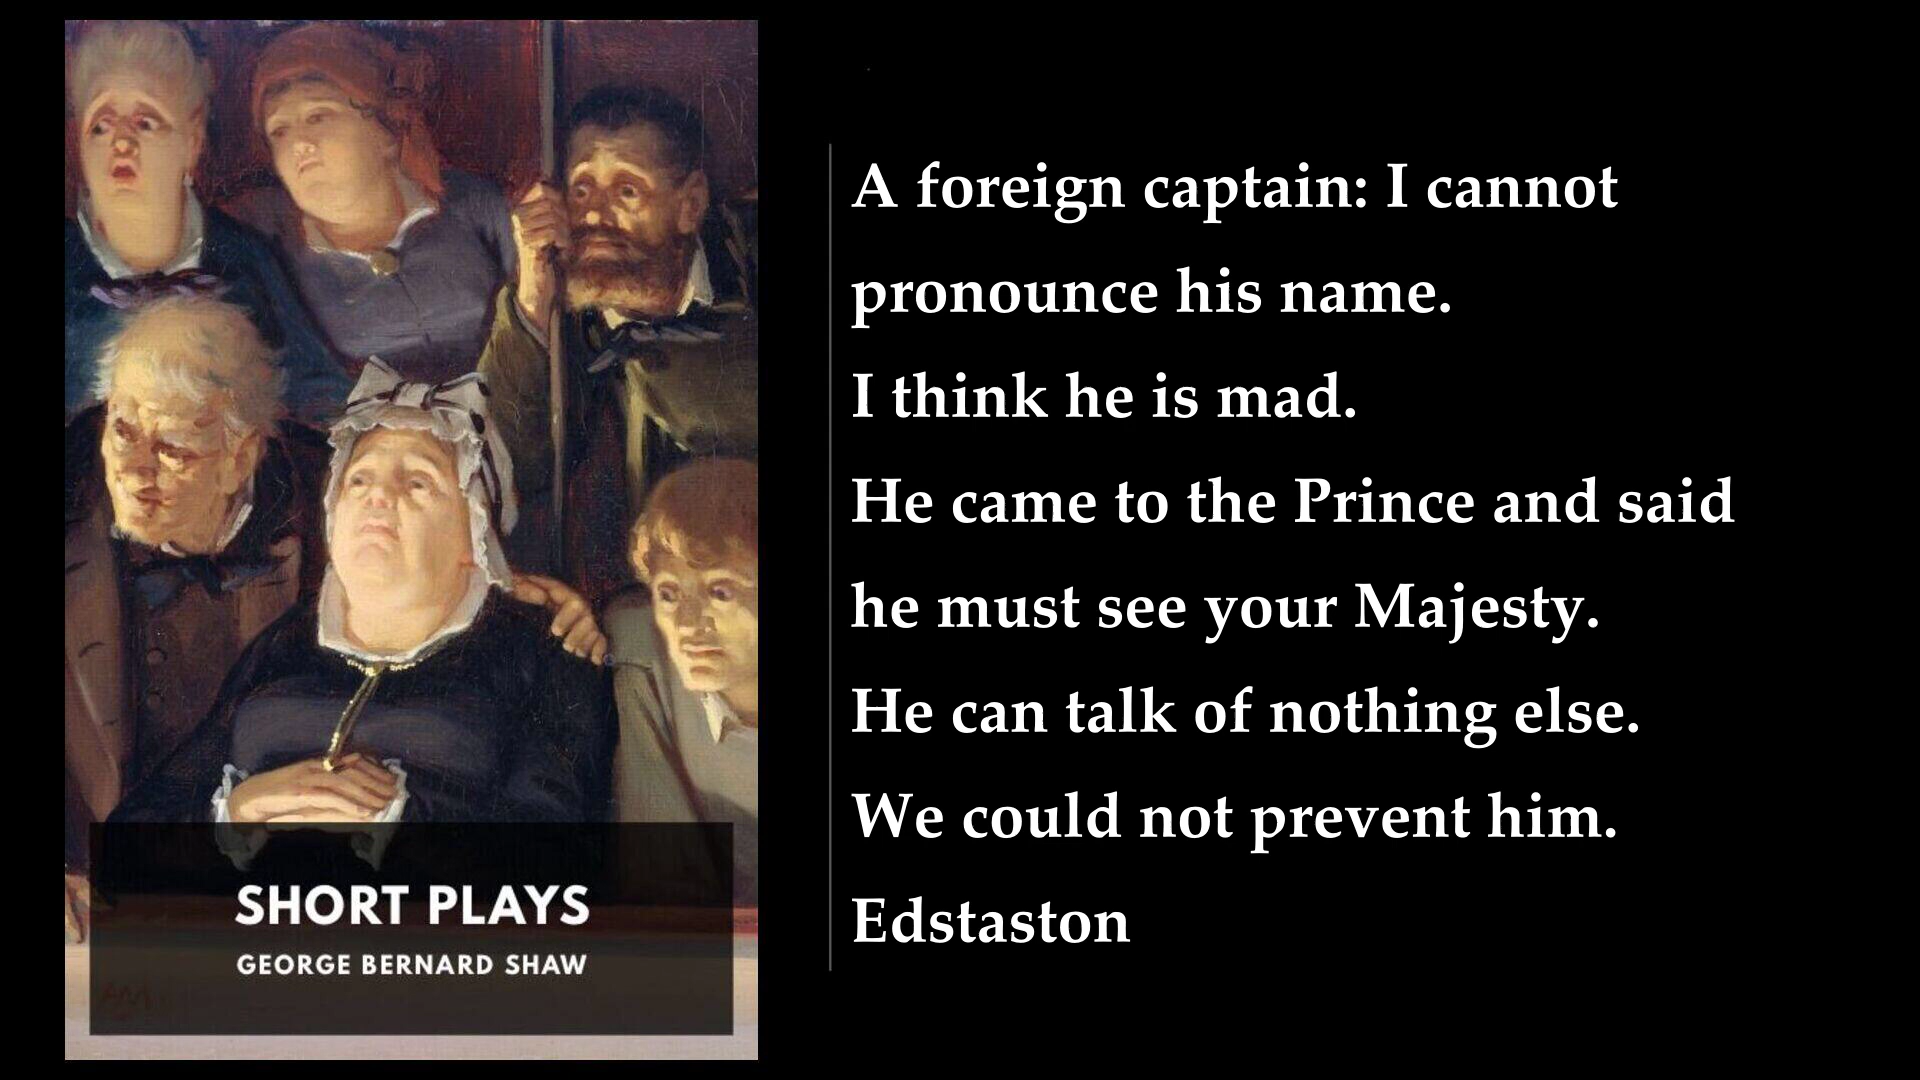 A foreign captain: I cannot
pronounce his name.
I think he is mad.
He came to the Prince and said
he must see your Majesty.
He can talk of nothing else.
We could not prevent him.
Edstaston
SHORT PLAYS
GEORGE BERNARD SHAW